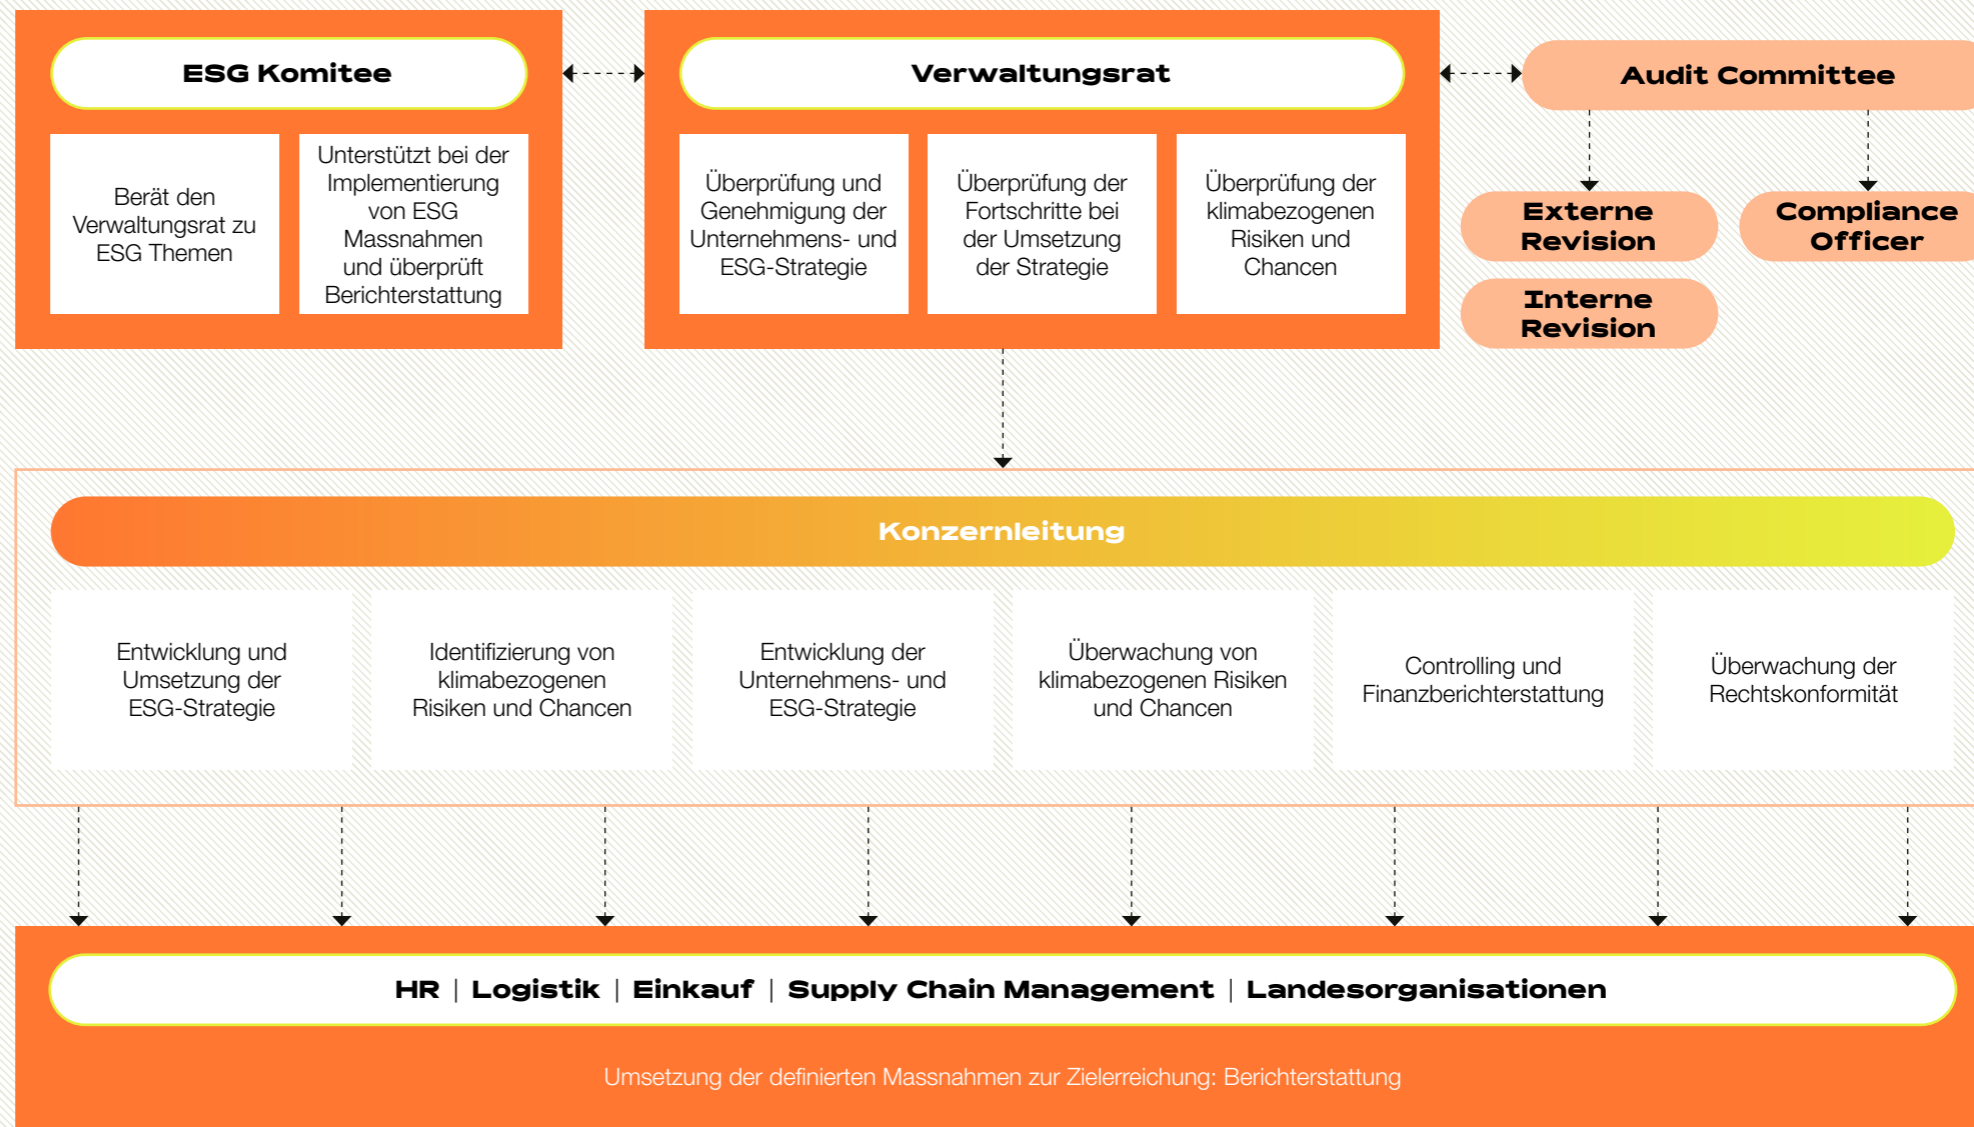 ESG Komitee
Berät den
Verwaltungsrat zu
ESG Themen
Unterstützt bei der
Implementierung
von ESG
Massnahmen
und überprüft
Berichterstattung
Verwaltungsrat
Überprüfung und
Genehmigung der
Unternehmens- und
ESG-Strategie
Überprüfung der
Fortschritte bei
der Umsetzung
der Strategie
Überprüfung der
klimabezogenen
Risiken und
Chancen
Audit Committee
Externe
Revision
Interne
Revision
Compliance
Officer
Konzernleitung
Entwicklung und
Umsetzung der
ESG-Strategie
Identifizierung von
klimabezogenen
Risiken und Chancen
Entwicklung der
Unternehmens- und
ESG-Strategie
Überwachung von
klimabezogenen Risiken
und Chancen
Controlling und
Finanzberichterstattung
Überwachung der
Rechtskonformität
HR | Logistik | Einkauf | Supply Chain Management | Landesorganisationen
Umsetzung der definierten Massnahmen zur Zielerreichung: Berichterstattung